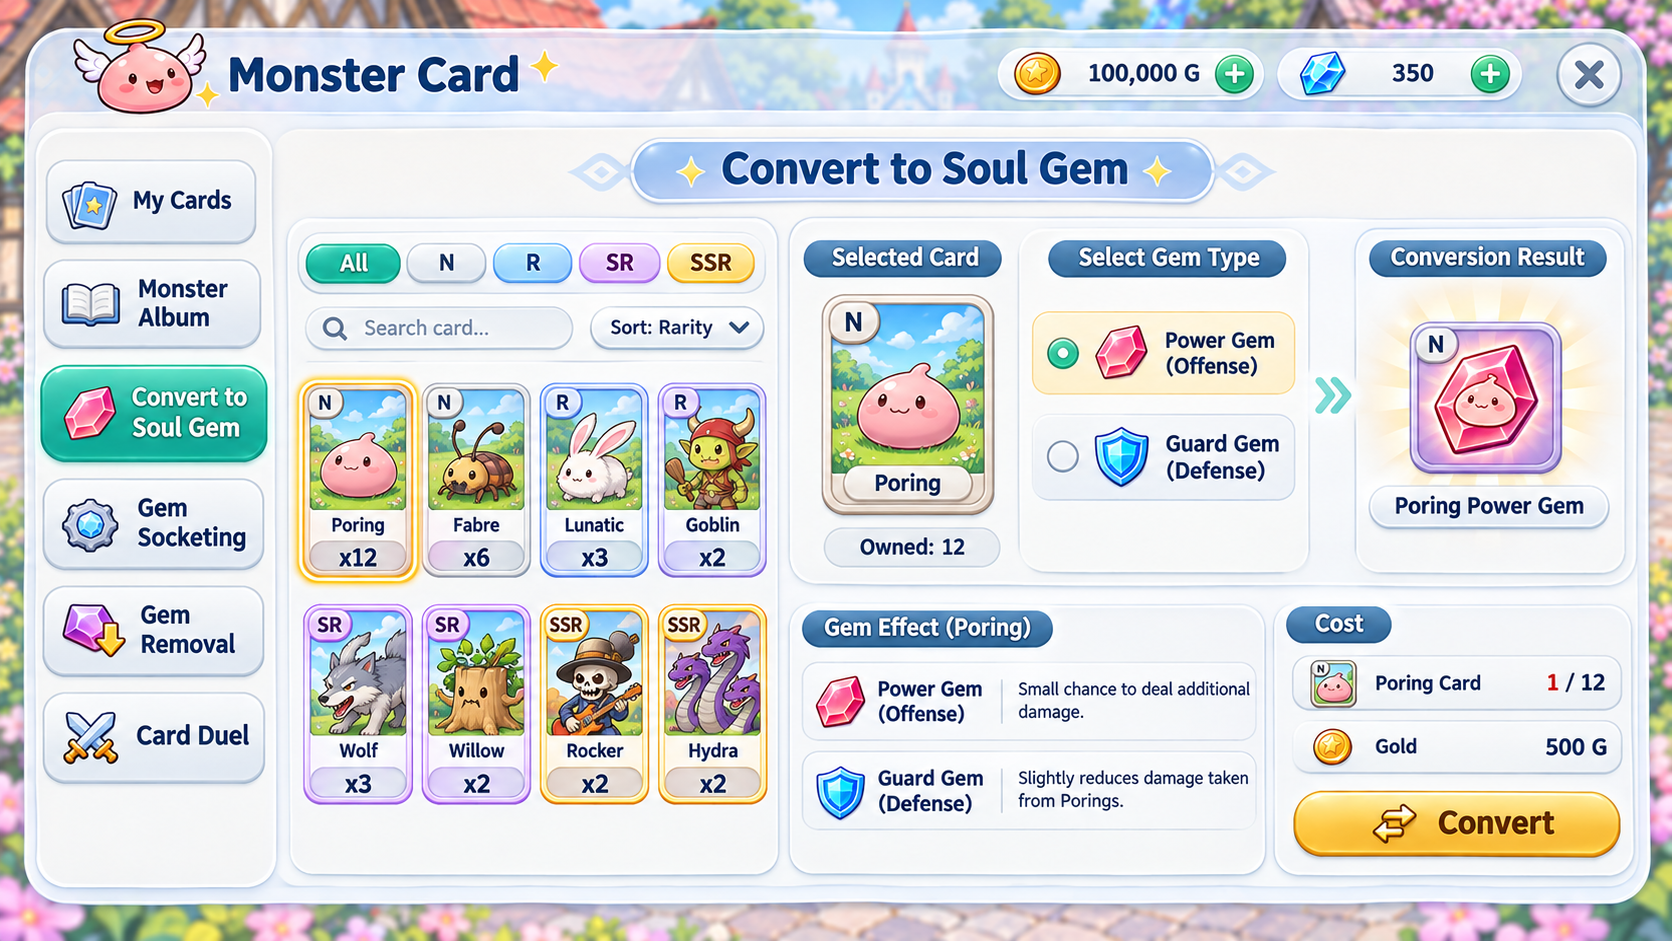 Monster Card
100,000 G
350
My Cards
Monster
Album
Convert to
Soul Gem
Gem
Socketing
Gem
Removal
Card Duel
Convert to Soul Gem
All
N
R
SR
SSR
Search card...
Sort: Rarity
N
Poring
x12
N
Fabre
x6
R
Lunatic
x3
R
Goblin
x2
SR
Wolf
x3
SR
Willow
x2
SSR
Rocker
x2
SSR
Hydra
x2
Selected Card
N
Poring
Owned: 12
Select Gem Type
Power Gem
(Offense)
Guard Gem
(Defense)
Conversion Result
N
Poring Power Gem
Gem Effect (Poring)
Power Gem
(Offense)
Small chance to deal additional
damage.
Guard Gem
(Defense)
Slightly reduces damage taken
from Porings.
Cost
N
Poring Card
1 / 12
Gold
500 G
Convert